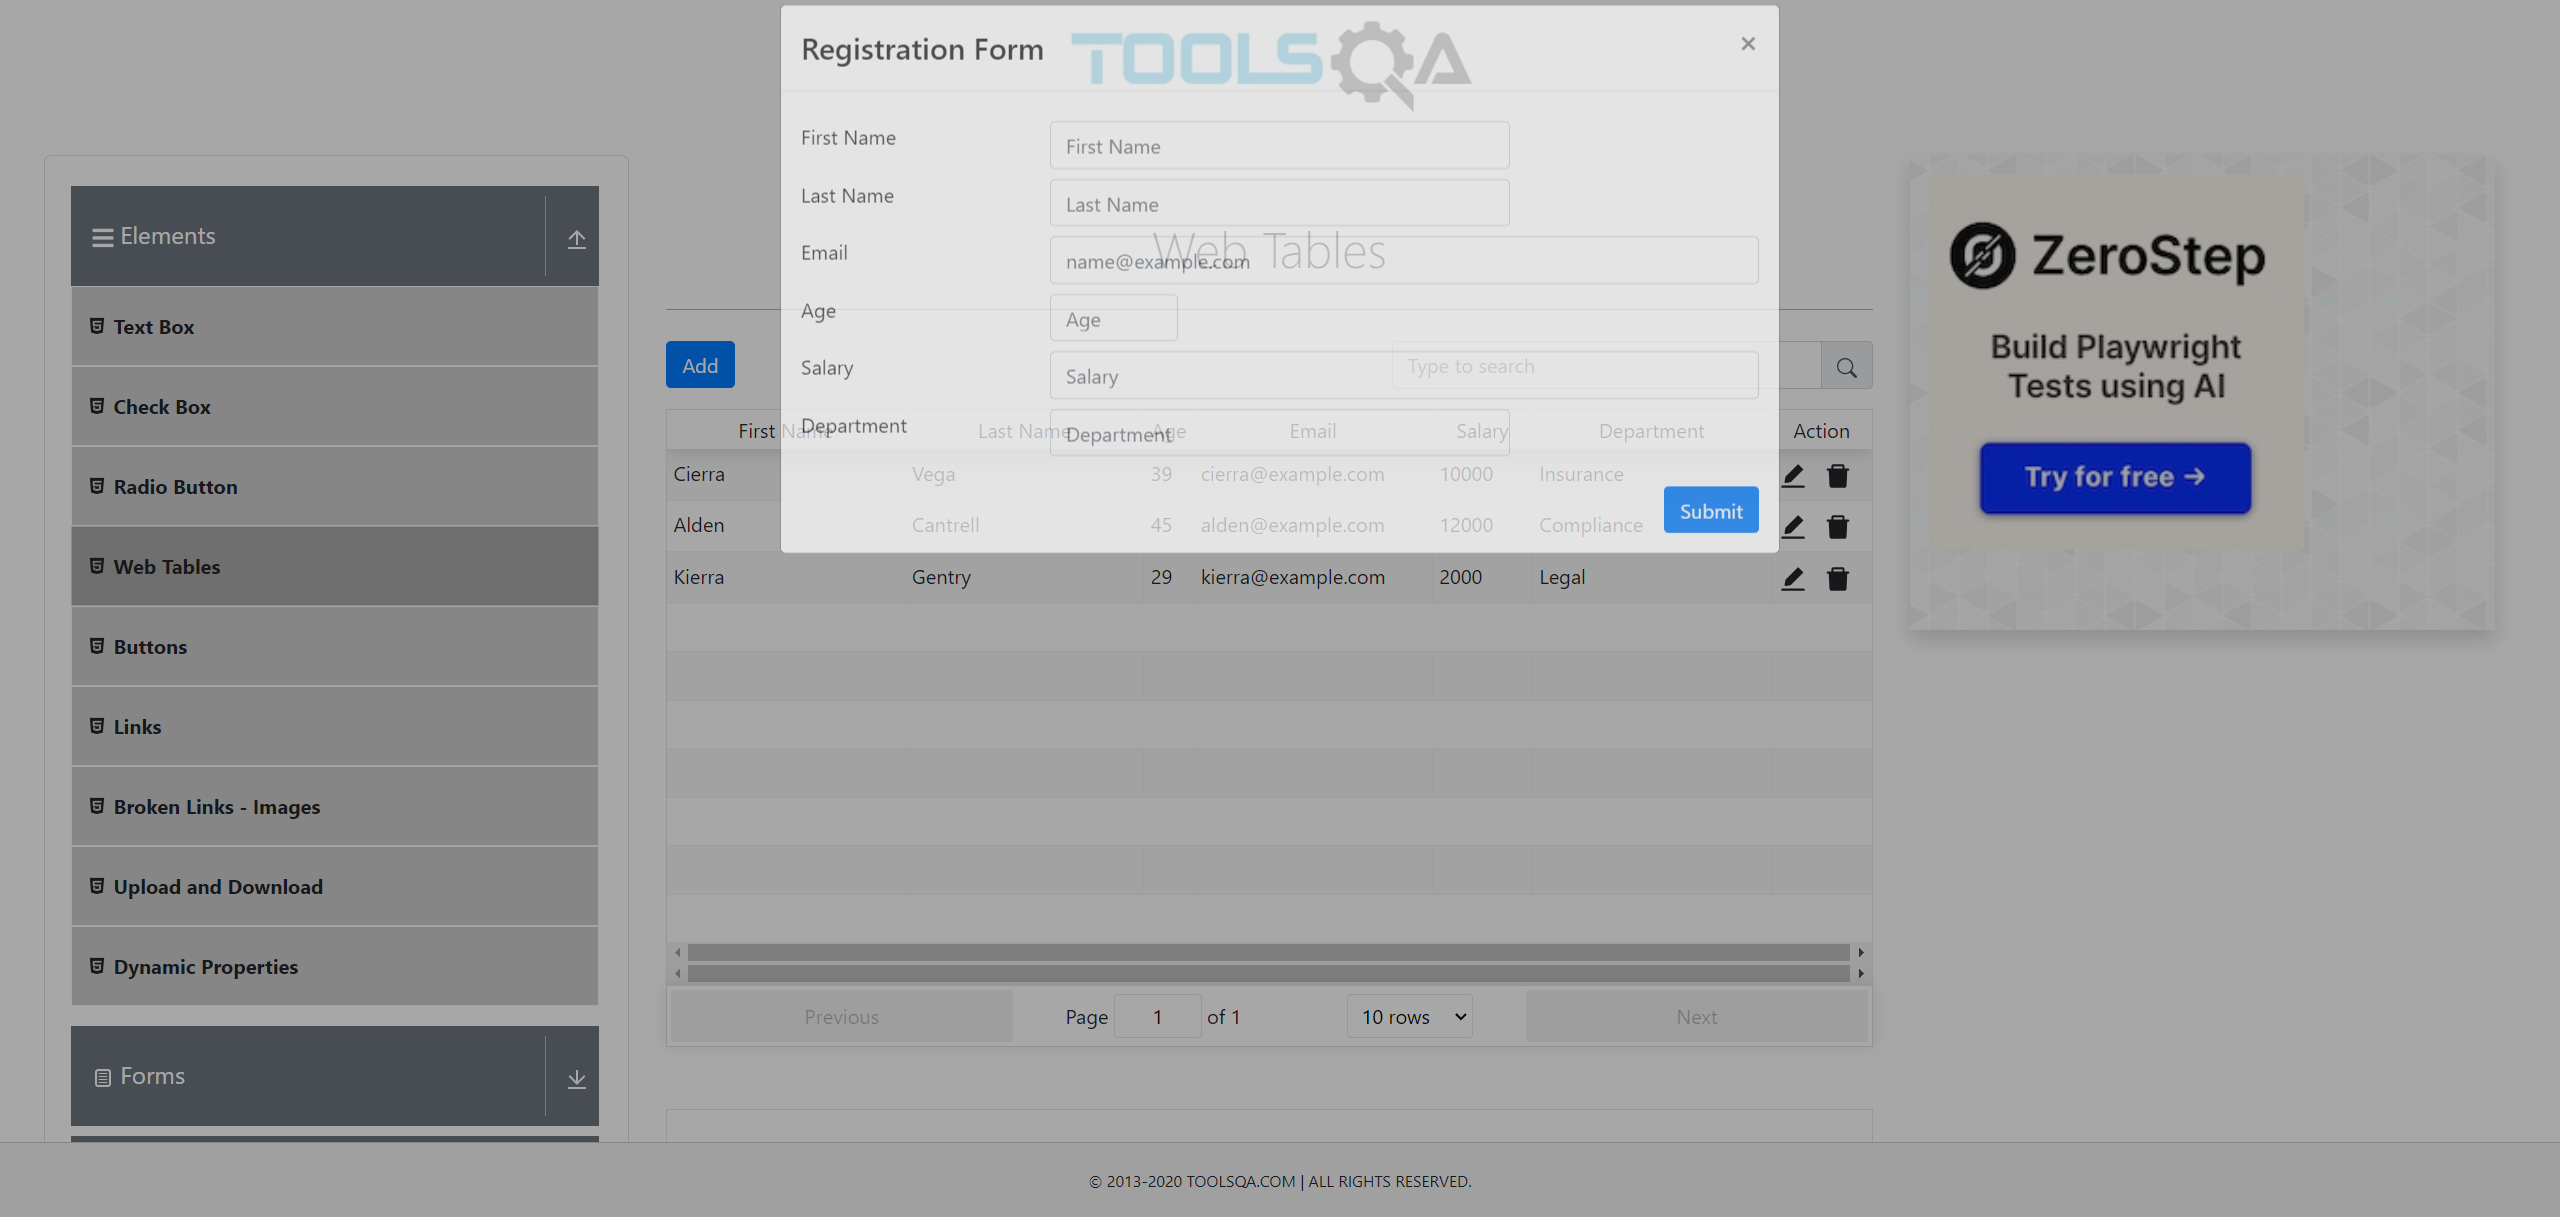 Registration Form
×
TOOLSQA
First Name
First Name
Last Name
Last Name
Email
name@example.com
Web Tables
Age
Age
Salary
Salary
Department
Department
Submit
Elements
Text Box
Check Box
Radio Button
Web Tables
Buttons
Links
Broken Links - Images
Upload and Download
Dynamic Properties
Forms
Add
Type to search
First Name Last Name Age Email Salary Department Action
Cierra Vega 39 cierra@example.com 10000 Insurance
Alden Cantrell 45 alden@example.com 12000 Compliance
Kierra Gentry 29 kierra@example.com 2000 Legal
Previous Page 1 of 1 10 rows Next
ZeroStep
Build Playwright
Tests using AI
Try for free →
© 2013-2020 TOOLSQA.COM | ALL RIGHTS RESERVED.